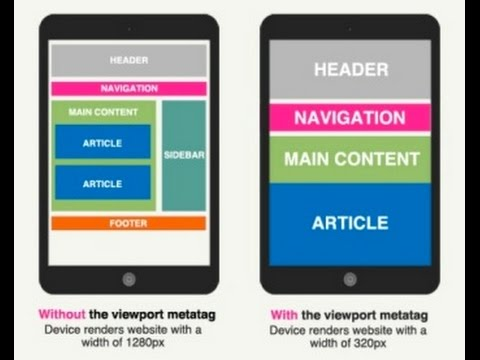 HEADER
NAVIGATION
MAIN CONTENT
ARTICLE
ARTICLE
SIDEBAR
FOOTER
Without the viewport metatag
Device renders website with a
width of 1280px
HEADER
NAVIGATION
MAIN CONTENT
ARTICLE
With the viewport metatag
Device renders website with a
width of 320px